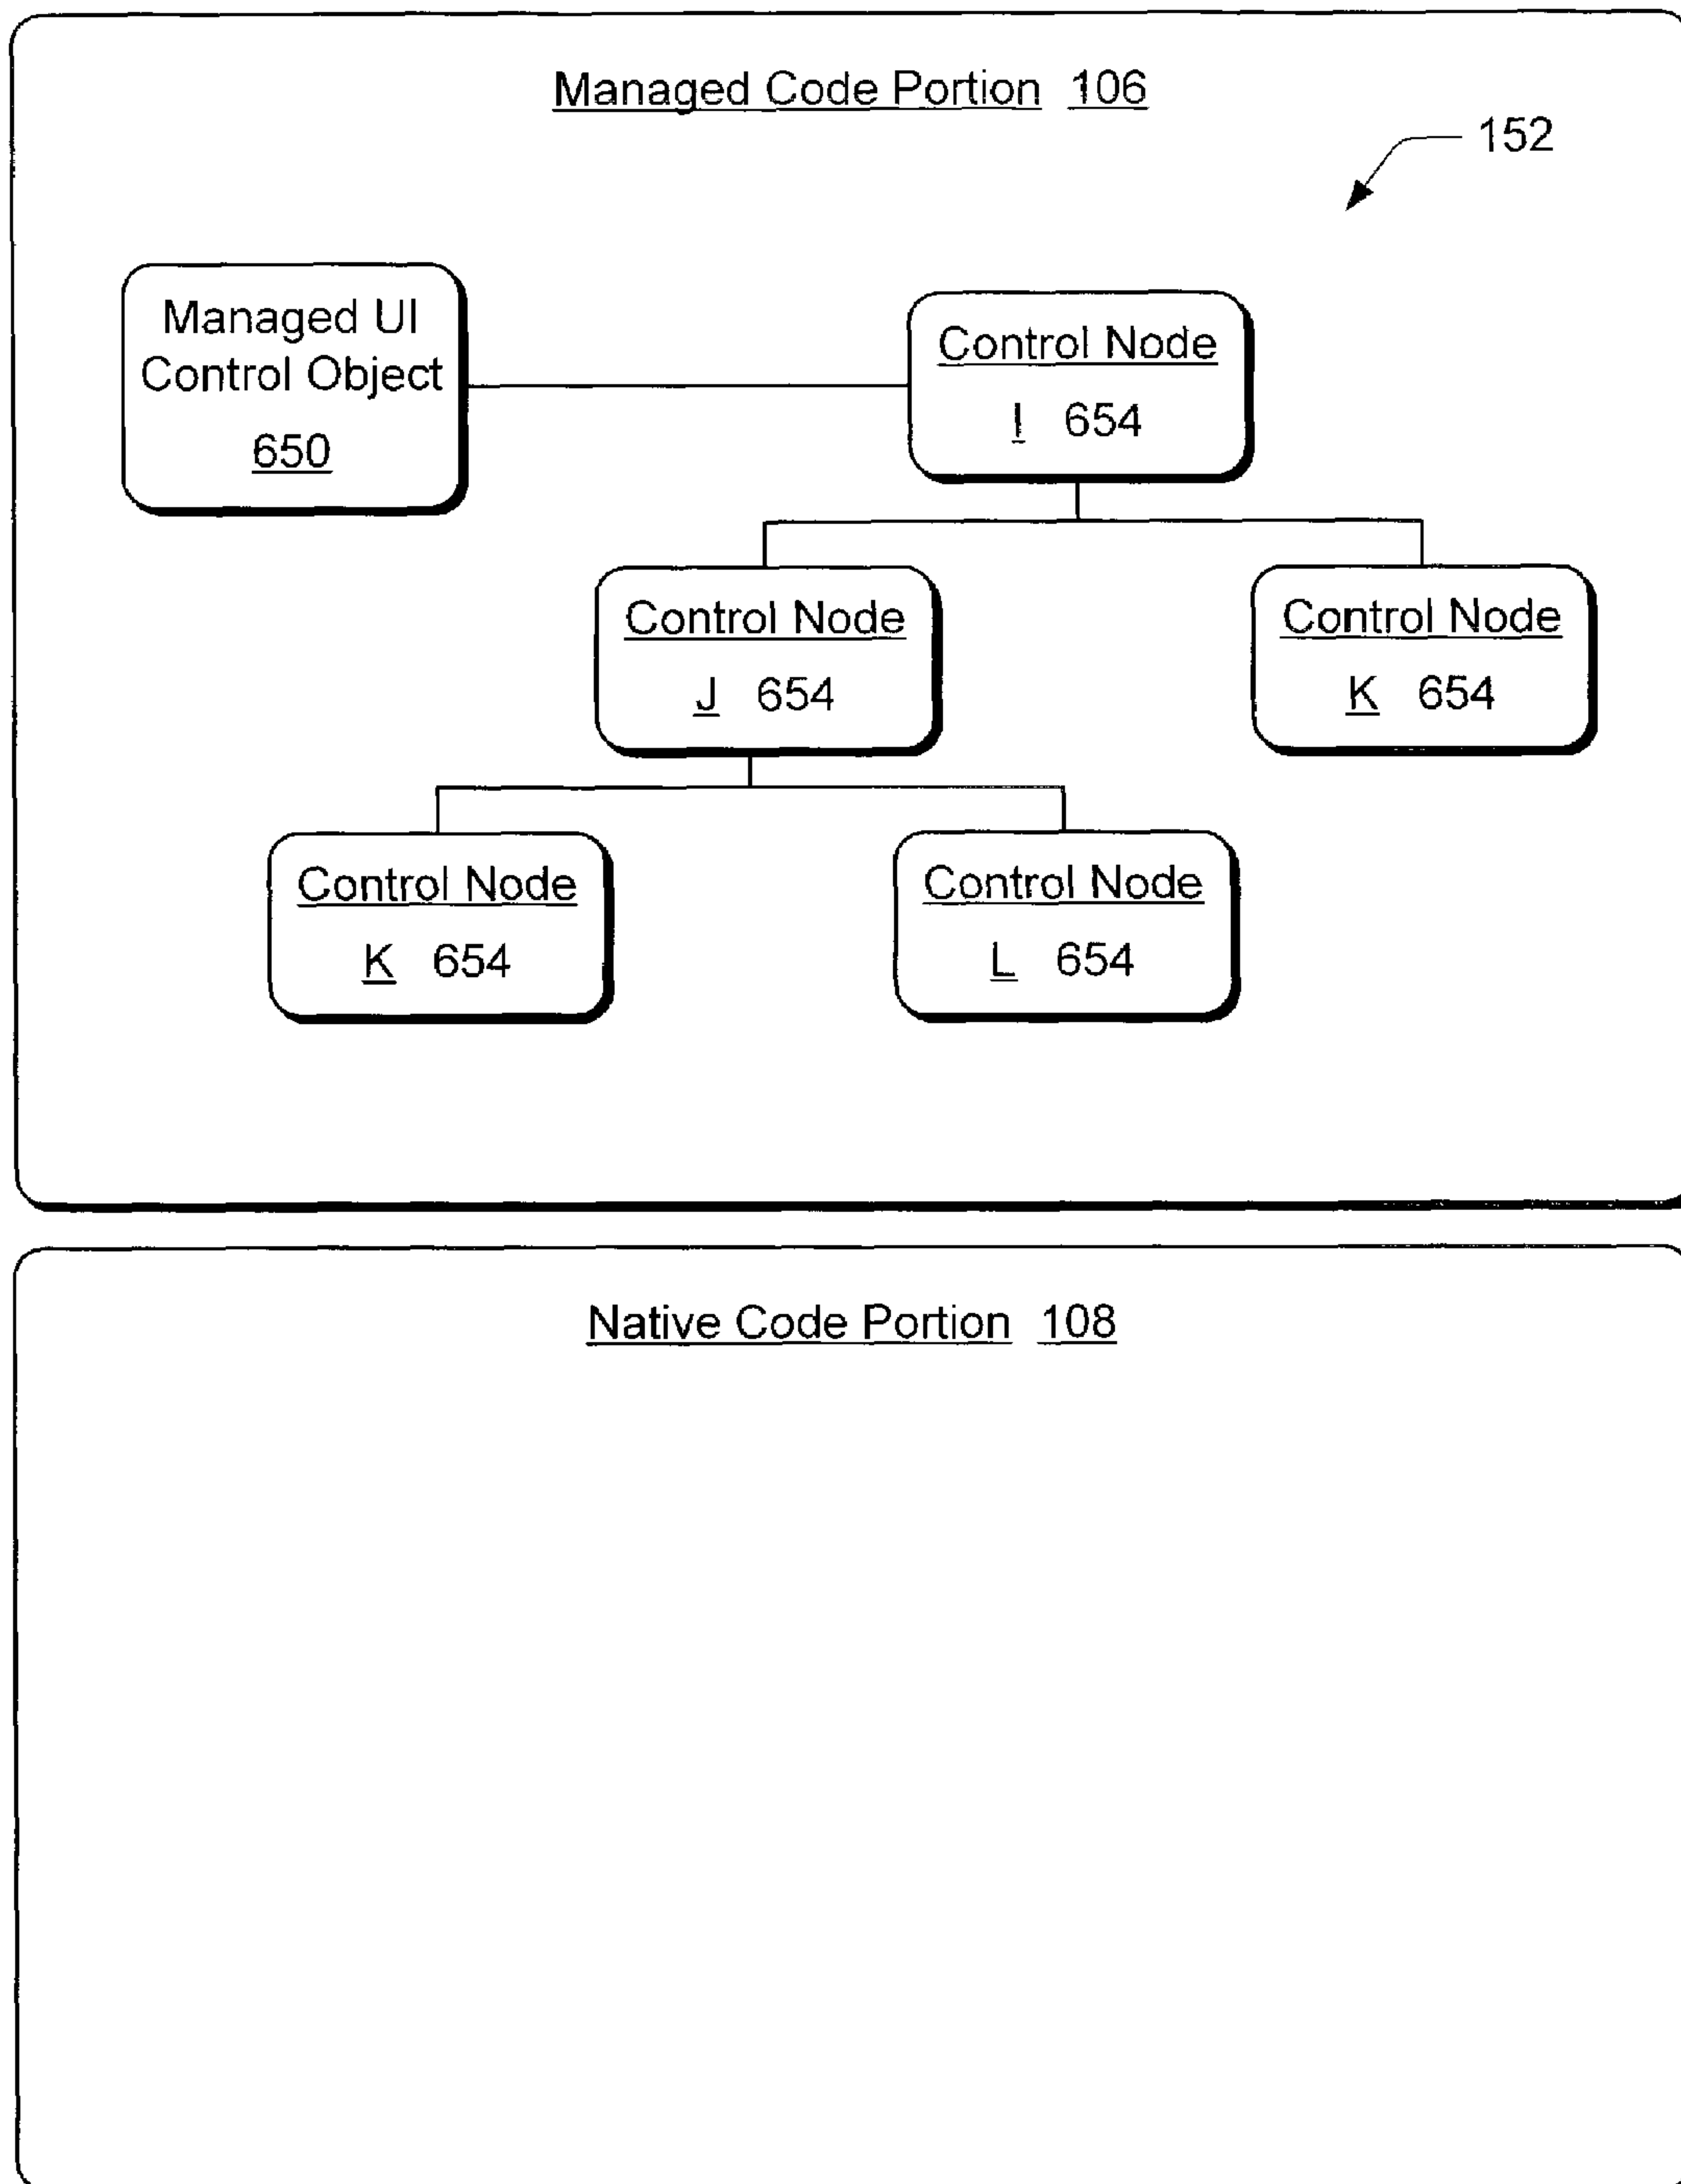 Managed Code Portion 106
152
Managed UI
Control Object
650
Control Node
I 654
Control Node
J 654
Control Node
K 654
Control Node
K 654
Control Node
L 654
Native Code Portion 108